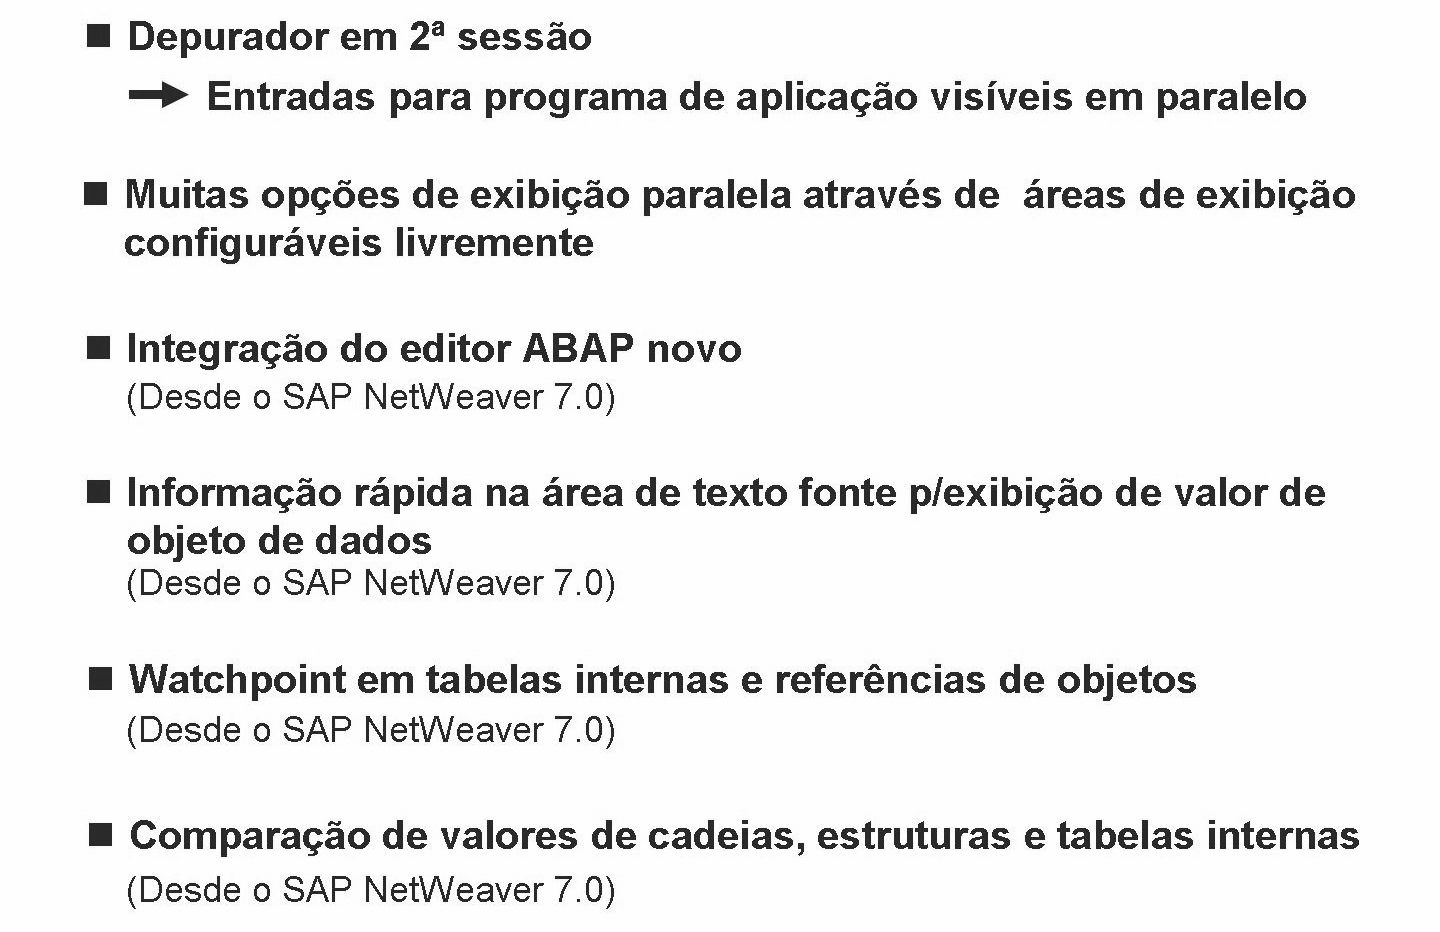 Depurador em 2ª sessão
Entradas para programa de aplicação visíveis em paralelo
Muitas opções de exibição paralela através de áreas de exibição
configuráveis livremente
Integração do editor ABAP novo
(Desde o SAP NetWeaver 7.0)
Informação rápida na área de texto fonte p/exibição de valor de
objeto de dados
(Desde o SAP NetWeaver 7.0)
Watchpoint em tabelas internas e referências de objetos
(Desde o SAP NetWeaver 7.0)
Comparação de valores de cadeias, estruturas e tabelas internas
(Desde o SAP NetWeaver 7.0)